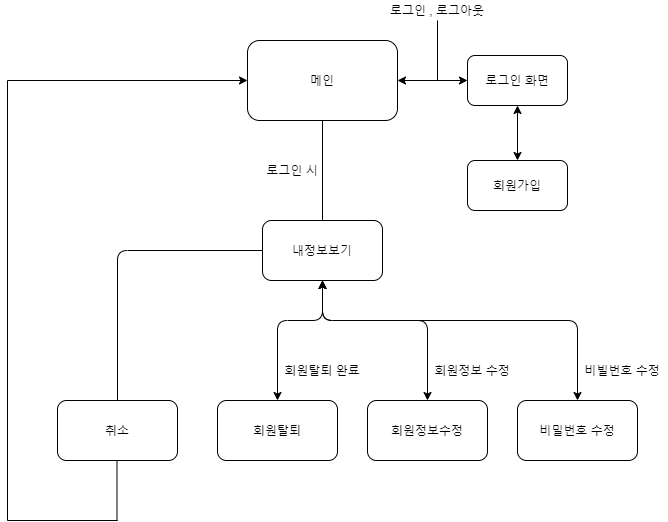 로그인 , 로그아웃
메인
로그인 화면
로그인 시
회원가입
내정보보기
회원탈퇴 완료
회원정보 수정
비빌번호 수정
취소
회원탈퇴
회원정보수정
비밀번호 수정